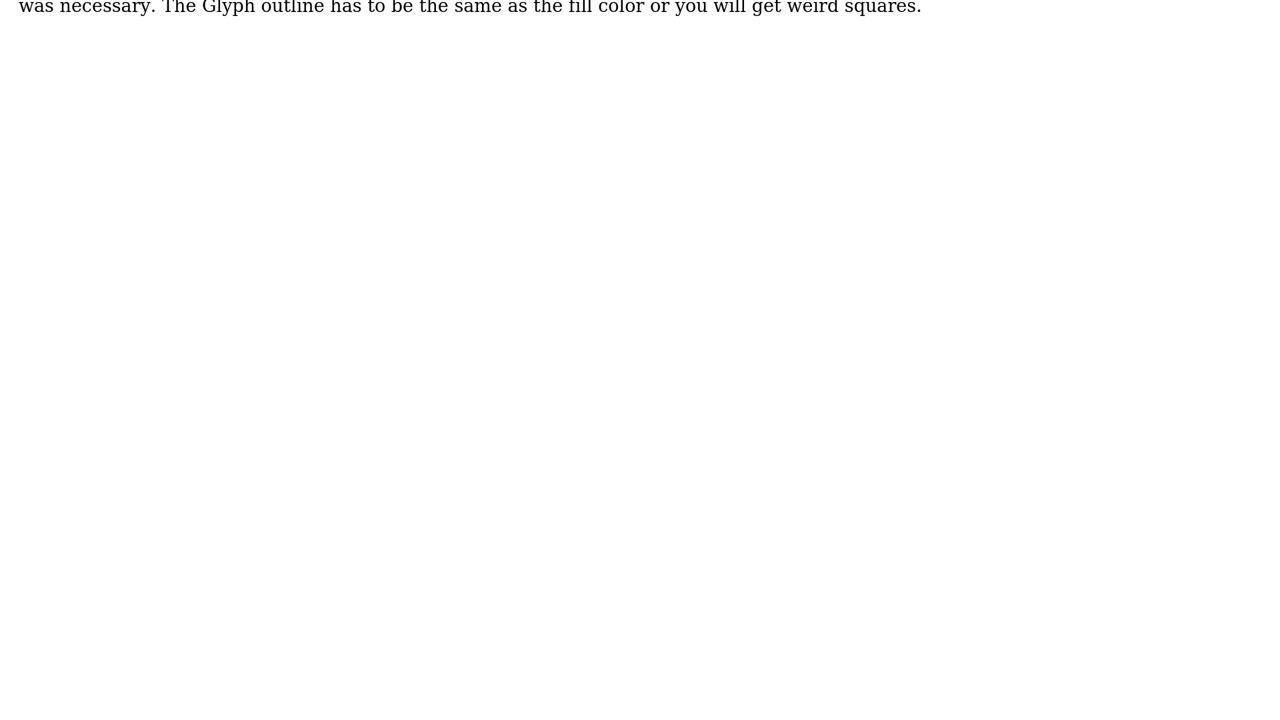 was necessary. The Glyph outline has to be the same as the fill color or you will get weird squares.